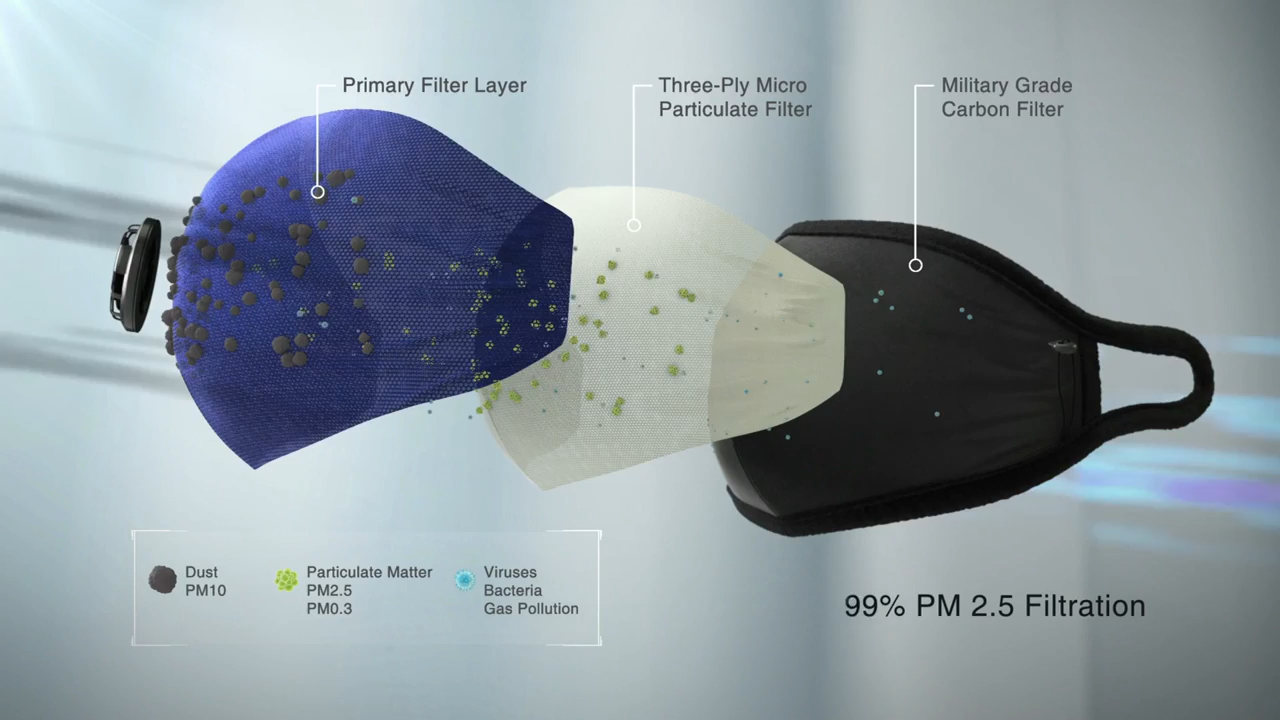 Primary Filter Layer
Three-Ply Micro
Particulate Filter
Military Grade
Carbon Filter
Dust
PM10
Particulate Matter
PM2.5
PM0.3
Viruses
Bacteria
Gas Pollution
99% PM 2.5 Filtration